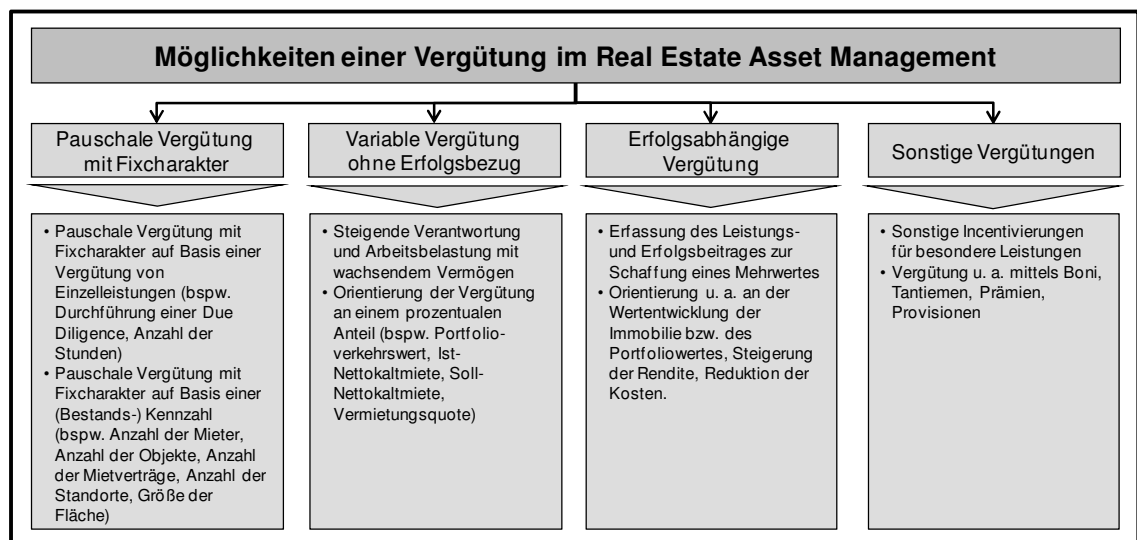 Möglichkeiten einer Vergütung im Real Estate Asset Management
Pauschale Vergütung
mit Fixcharakter
• Pauschale Vergütung mit
Fixcharakter auf Basis einer
Vergütung von
Einzelleistungen (bspw.
Durchführung einer Due
Diligence, Anzahl der
Stunden)
• Pauschale Vergütung mit
Fixcharakter auf Basis einer
(Bestands-) Kennzahl
(bspw. Anzahl der Mieter,
Anzahl der Objekte, Anzahl
der Mietverträge, Anzahl der
Standorte, Größe der
Fläche)
Variable Vergütung
ohne Erfolgsbezug
• Steigende Verantwortung
und Arbeitsbelastung mit
wachsendem Vermögen
• Orientierung der Vergütung
an einem prozentualen
Anteil (bspw. Portfolio-
verkehrswert, Ist-
Nettokaltmiete, Soll-
Nettokaltmiete,
Vermietungsquote)
Erfolgsabhängige
Vergütung
• Erfassung des Leistungs-
und Erfolgsbeitrages zur
Schaffung eines Mehrwertes
• Orientierung u. a. an der
Wertentwicklung der
Immobilie bzw. des
Portfoliowertes, Steigerung
der Rendite, Reduktion der
Kosten.
Sonstige Vergütungen
• Sonstige Incentivierungen
für besondere Leistungen
• Vergütung u. a. mittels Boni,
Tantiemen, Prämien,
Provisionen